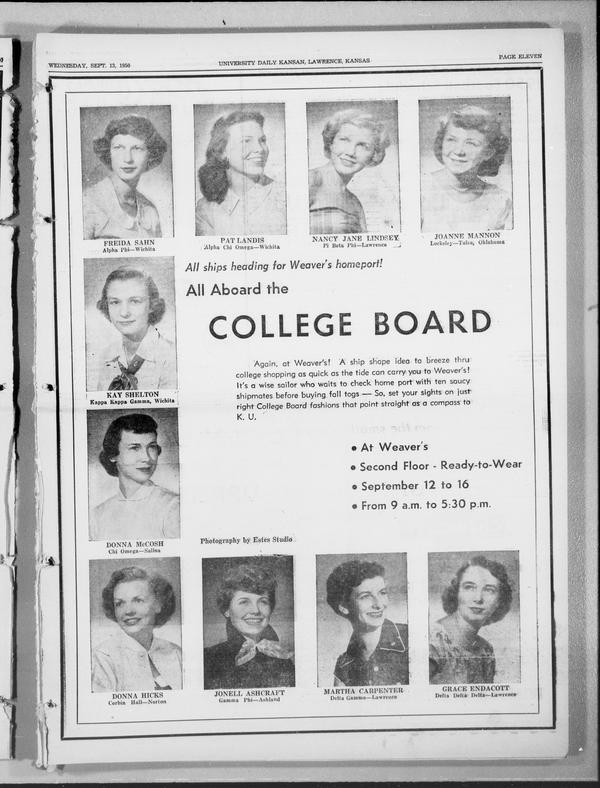 WEDNESDAY, SEPT. 13, 1950
UNIVERSITY DAILY KANSAN, LAWRENCE, KANSAS
PAGE ELEVEN
FREIDA SAHN
Alpha Phi—Wichita
PAT LANDIS
Alpha Chi Omega—Wichita
NANCY JANE LINDSEY
Pi Beta Phi—Lawrence
JOANNE MANNON
Locksley—Tulsa, Oklahoma
All ships heading for Weaver's homeport!
All Aboard the
COLLEGE BOARD
Again, at Weaver's! A ship shape idea to breeze thru
college shopping as quick as the tide can carry you to Weaver's!
It's a wise sailor who waits to check home port with ten saucy
shipmates before buying fall togs — So, set your sights on just
right College Board fashions that point straight as a compass to
K. U.
KAY SHELTON
Kappa Kappa Gamma, Wichita
• At Weaver's
• Second Floor - Ready-to-Wear
• September 12 to 16
• From 9 a.m. to 5:30 p.m.
DONNA McCOSH
Chi Omega—Salina
Photography by Estes Studio
DONNA HICKS
Corbin Hall—Norton
JONELL ASHCRAFT
Gamma Phi—Ashland
MARTHA CARPENTER
Delta Gamma—Lawrence
GRACE ENDACOTT
Delta Delta Delta—Lawrence